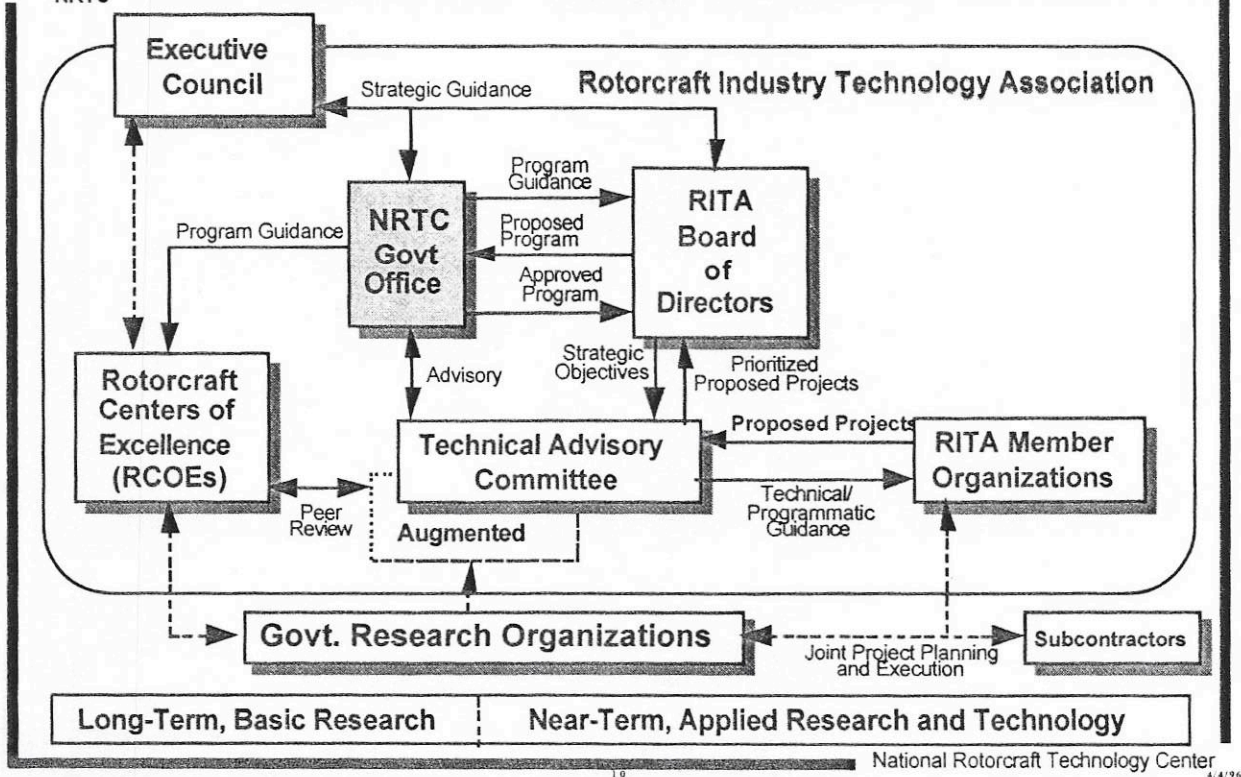 Executive
Council
Rotorcraft Industry Technology Association
Strategic Guidance
Program
Guidance
NRTC
Govt
Office
Proposed
Program
Approved
Program
RITA
Board
of
Directors
Program Guidance
Strategic
Objectives
Prioritized
Proposed Projects
Advisory
Rotorcraft
Centers of
Excellence
(RCOEs)
Technical Advisory
Committee
Proposed Projects
RITA Member
Organizations
Technical/
Programmatic
Guidance
Peer
Review
Augmented
Govt. Research Organizations
Joint Project Planning
and Execution
Subcontractors
Long-Term, Basic Research
Near-Term, Applied Research and Technology
National Rotorcraft Technology Center